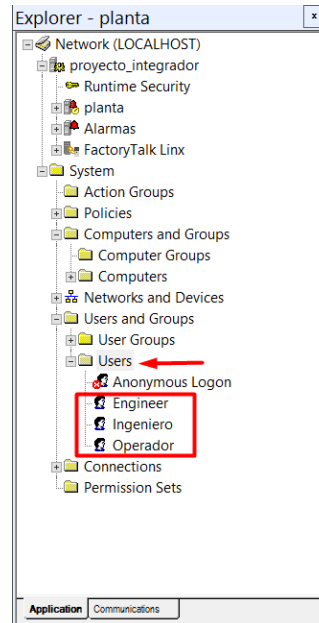 Explorer - planta
x
Network (LOCALHOST)
proyecto_integrador
Runtime Security
planta
Alarmas
FactoryTalk Linx
System
Action Groups
Policies
Computers and Groups
Computer Groups
Computers
Networks and Devices
Users and Groups
User Groups
Users
Anonymous Logon
Engineer
Ingeniero
Operador
Connections
Permission Sets
Application Communications